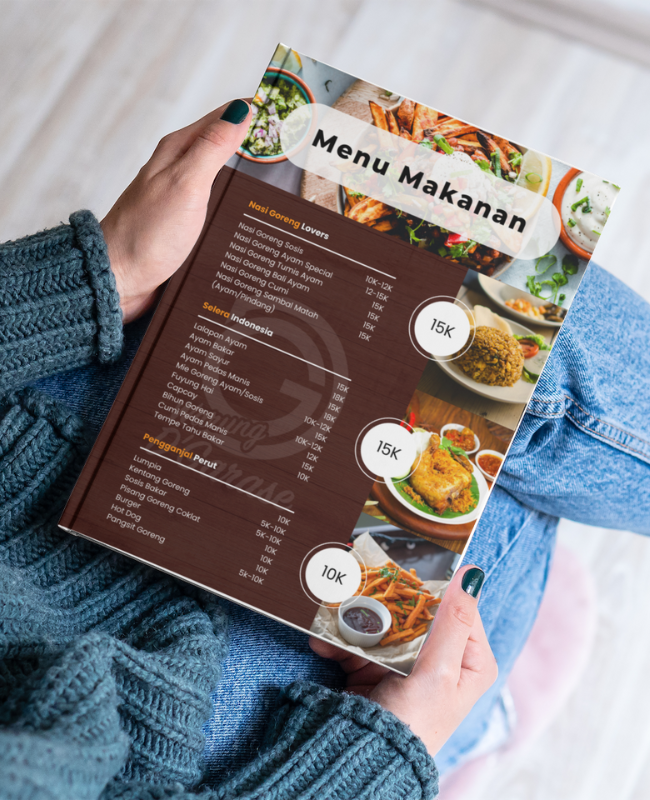 Menu Makanan
Nasi Goreng Lovers
Nasi Goreng Sosis 10K-12K
Nasi Goreng Ayam Special 12-15K
Nasi Goreng Tumis Ayam 15K
Nasi Goreng Bali Ayam 15K
Nasi Goreng Cumi 15K
Nasi Goreng Sambal Matah 15K
(Ayam/Pindang)
Selera Indonesia
Lalapan Ayam 15K
Ayam Bakar 15K
Ayam Sayur 15K
Ayam Pedas Manis 15K
Mie Goreng Ayam/Sosis 10K-12K
Fuyung Hai 15K
Capcay 10K-12K
Bihun Goreng 12K
Cumi Pedas Manis 15K
Tempe Tahu Bakar 10K
Pengganjal Perut
Lumpia 10K
Kentang Goreng 5K-10K
Sosis Bakar 5K-10K
Pisang Goreng Coklat 10K
Burger 10K
Hot Dog 10K
Pangsit Goreng 5K-10K
15K
15K
10K